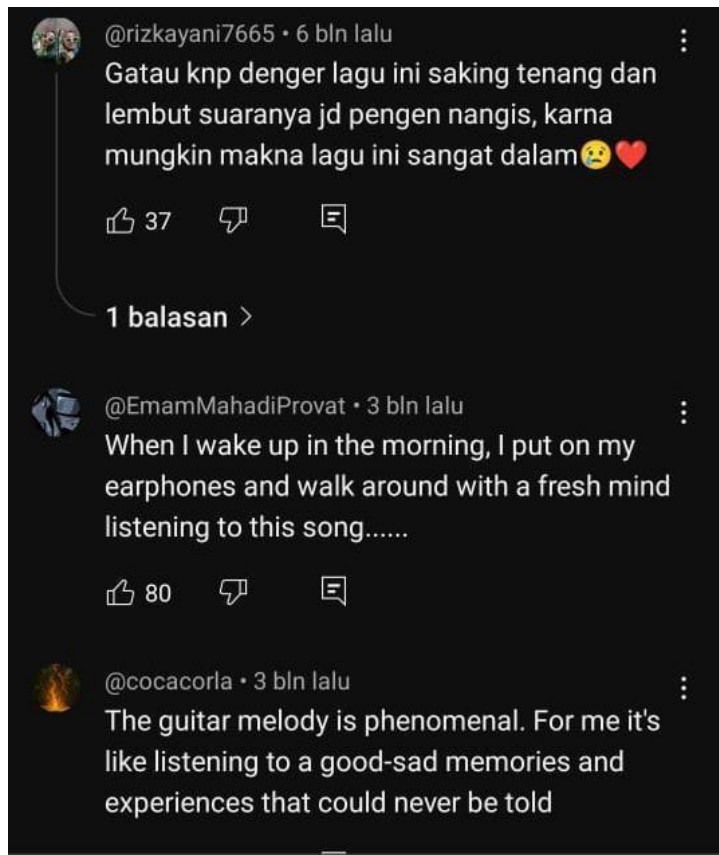 @rizkayani7665 • 6 bln lalu
Gatau knp denger lagu ini saking tenang dan
lembut suaranya jd pengen nangis, karna
mungkin makna lagu ini sangat dalam😢❤️
37
1 balasan >
@EmamMahadiProvat • 3 bln lalu
When I wake up in the morning, I put on my
earphones and walk around with a fresh mind
listening to this song......
80
@cocacorla • 3 bln lalu
The guitar melody is phenomenal. For me it's
like listening to a good-sad memories and
experiences that could never be told